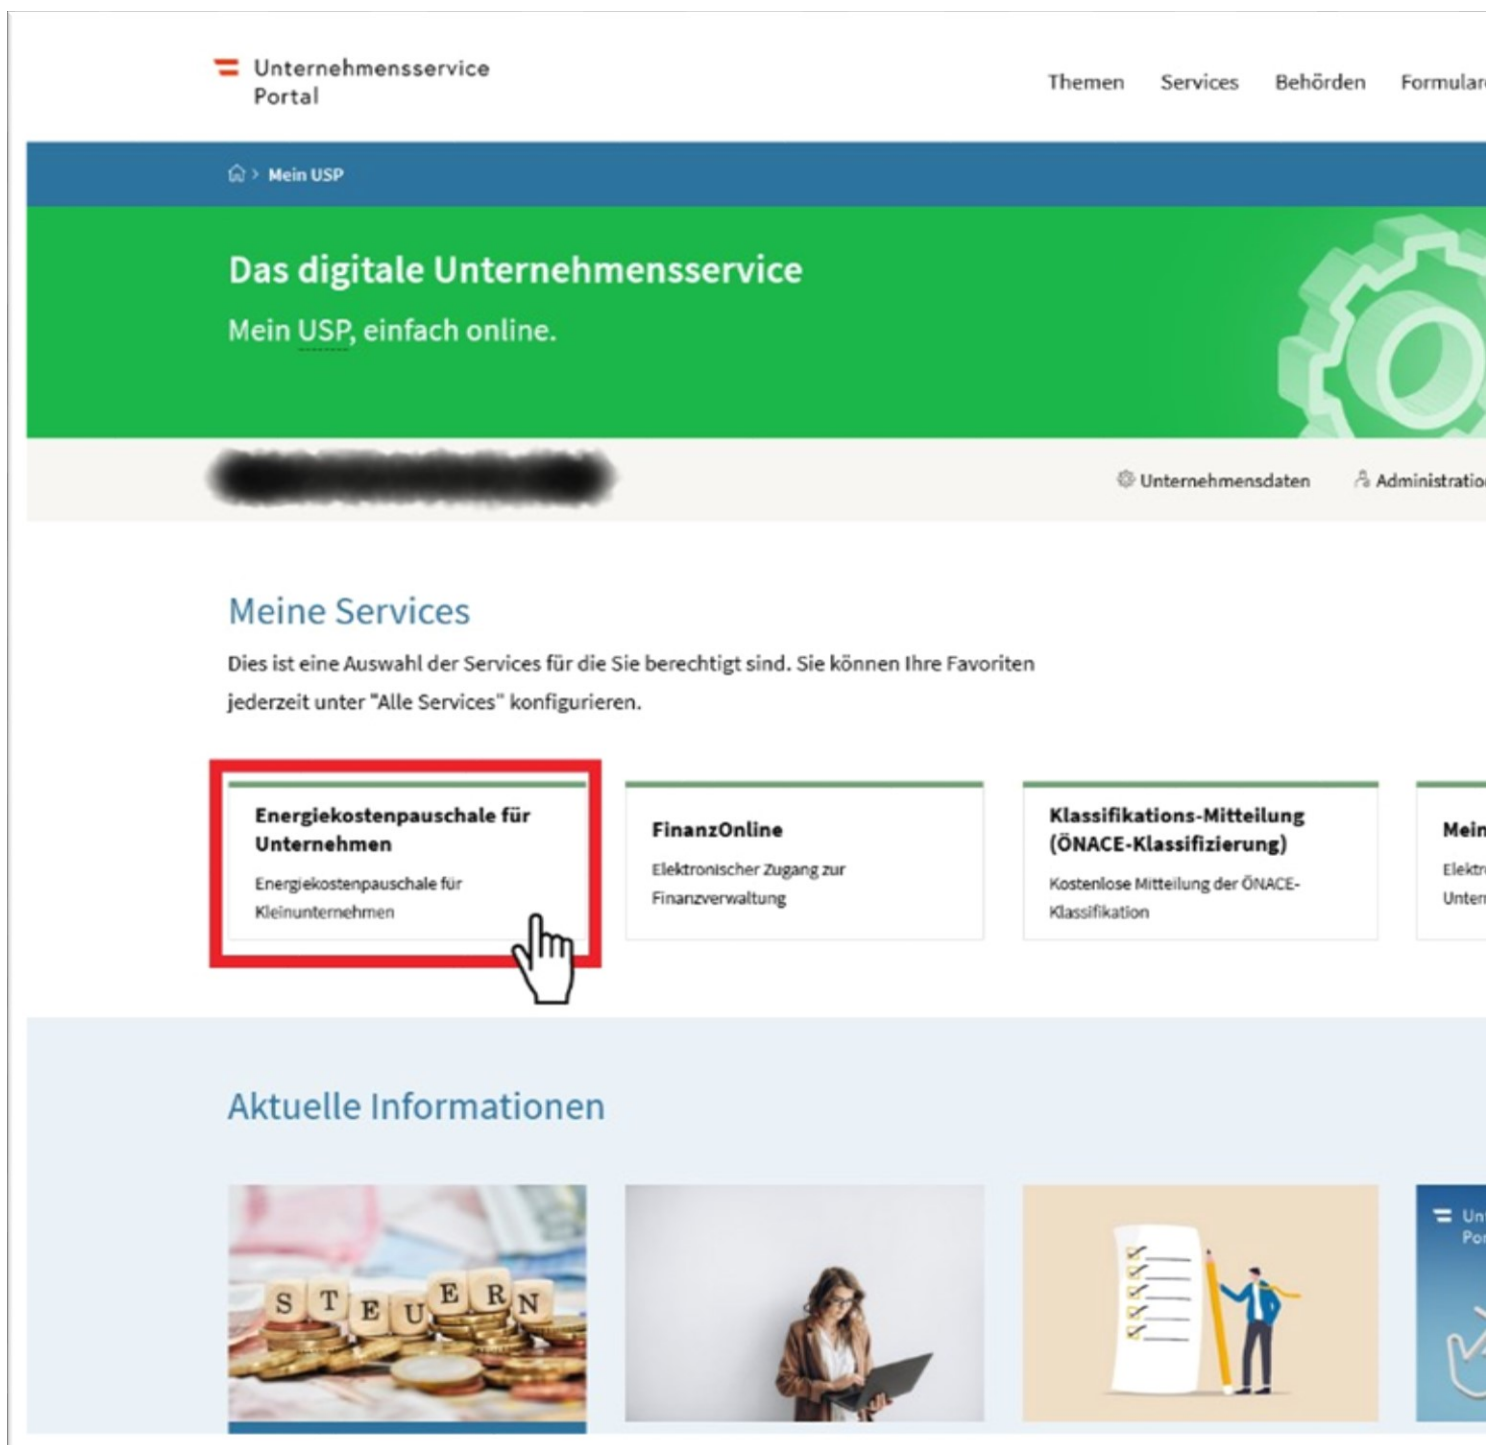 Unternehmensservice
Portal
Themen Services Behörden
Mein USP
Das digitale Unternehmensservice
Mein USP, einfach online.
Unternehmensdaten
Meine Services
Dies ist eine Auswahl der Services für die Sie berechtigt sind. Sie können Ihre Favoriten
jederzeit unter "Alle Services" konfigurieren.
Energiekostenpauschale für
Unternehmen
Energiekostenpauschale für
Kleinunternehmen
FinanzOnline
Elektronischer Zugang zur
Finanzverwaltung
Klassifikations-Mitteilung
(ÖNACE-Klassifizierung)
Kostenlose Mitteilung der ÖNACE-
Klassifikation
Mein
Aktuelle Informationen
STEUERN